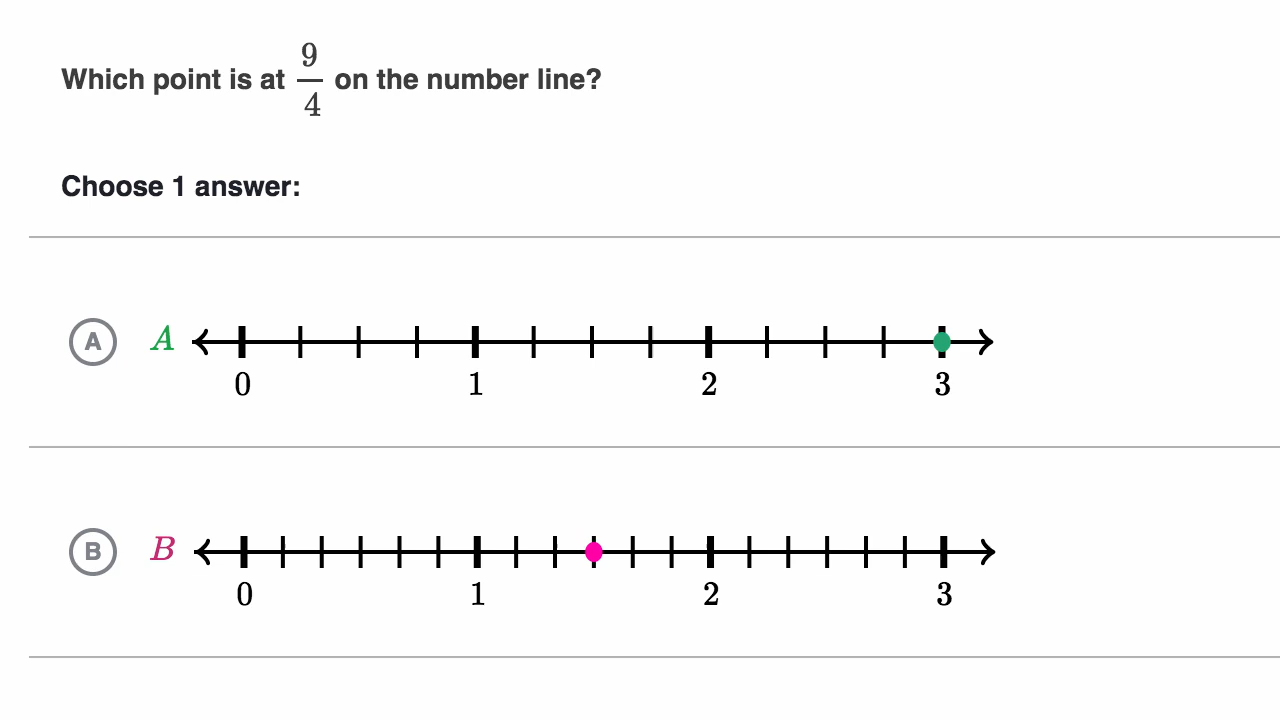 Which point is at 9/4 on the number line?
Choose 1 answer:
A A
0 1 2 3
B B
0 1 2 3